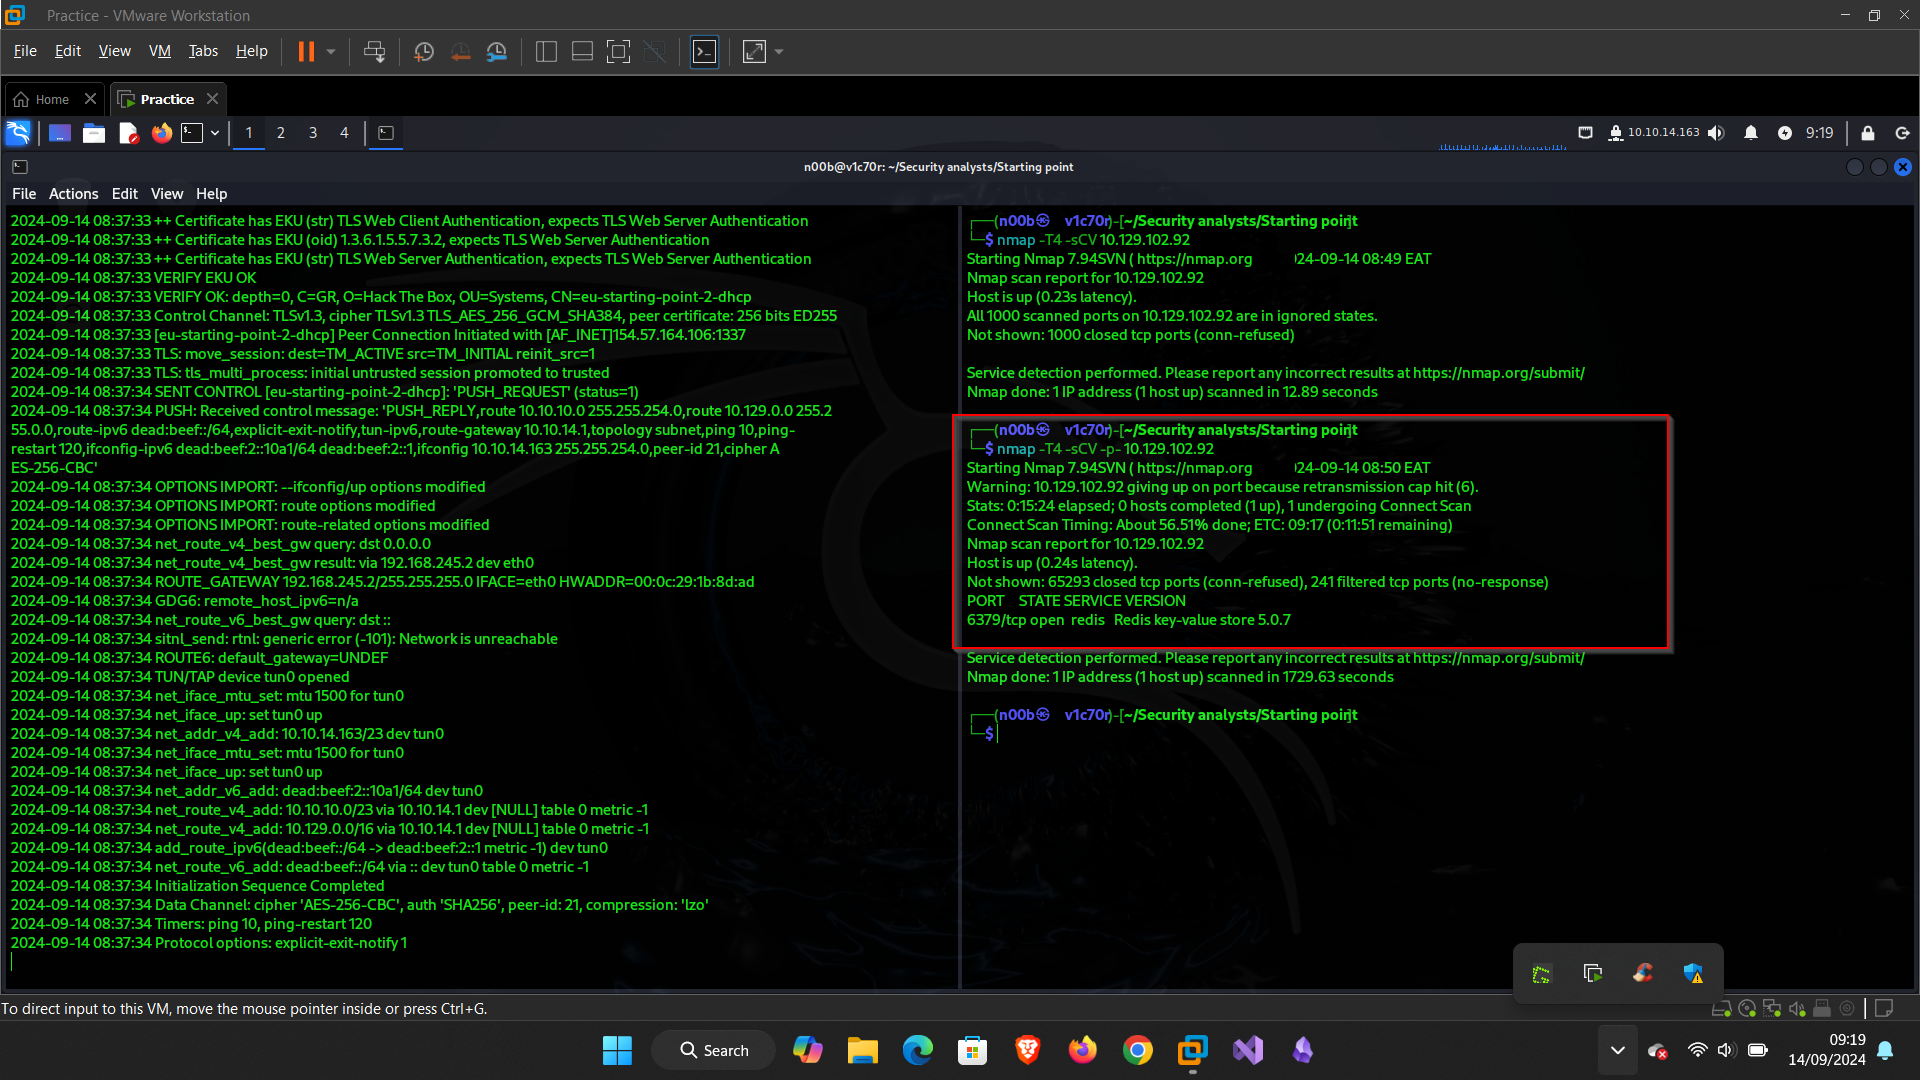 Practice - VMware Workstation
File Edit View VM Tabs Help
Home Practice
1 2 3 4 10.10.14.163 9:19
n00b@v1c70r: ~/Security analysts/Starting point
File Actions Edit View Help
2024-09-14 08:37:33 ++ Certificate has EKU (str) TLS Web Client Authentication, expects TLS Web Server Authentication
2024-09-14 08:37:33 ++ Certificate has EKU (oid) 1.3.6.1.5.5.7.3.2, expects TLS Web Server Authentication
2024-09-14 08:37:33 ++ Certificate has EKU (str) TLS Web Server Authentication, expects TLS Web Server Authentication
2024-09-14 08:37:33 VERIFY EKU OK
2024-09-14 08:37:33 VERIFY OK: depth=0, C=GR, O=Hack The Box, OU=Systems, CN=eu-starting-point-2-dhcp
2024-09-14 08:37:33 Control Channel: TLSv1.3, cipher TLSv1.3 TLS_AES_256_GCM_SHA384, peer certificate: 256 bits ED255
2024-09-14 08:37:33 [eu-starting-point-2-dhcp] Peer Connection Initiated with [AF_INET]154.57.164.106:1337
2024-09-14 08:37:33 TLS: move_session: dest=TM_ACTIVE src=TM_INITIAL reinit_src=1
2024-09-14 08:37:33 TLS: tls_multi_process: initial untrusted session promoted to trusted
2024-09-14 08:37:34 SENT CONTROL [eu-starting-point-2-dhcp]: 'PUSH_REQUEST' (status=1)
2024-09-14 08:37:34 PUSH: Received control message: 'PUSH_REPLY,route 10.10.10.0 255.255.254.0,route 10.129.0.0 255.2
55.0.0,route-ipv6 dead:beef::/64,explicit-exit-notify,tun-ipv6,route-gateway 10.10.14.1,topology subnet,ping 10,ping-
restart 120,ifconfig-ipv6 dead:beef:2::10a1/64 dead:beef:2::1,ifconfig 10.10.14.163 255.255.254.0,peer-id 21,cipher A
ES-256-CBC'
2024-09-14 08:37:34 OPTIONS IMPORT: --ifconfig/up options modified
2024-09-14 08:37:34 OPTIONS IMPORT: route options modified
2024-09-14 08:37:34 OPTIONS IMPORT: route-related options modified
2024-09-14 08:37:34 net_route_v4_best_gw query: dst 0.0.0.0
2024-09-14 08:37:34 net_route_v4_best_gw result: via 192.168.245.2 dev eth0
2024-09-14 08:37:34 ROUTE_GATEWAY 192.168.245.2/255.255.255.0 IFACE=eth0 HWADDR=00:0c:29:1b:8d:ad
2024-09-14 08:37:34 GDG6: remote_host_ipv6=n/a
2024-09-14 08:37:34 net_route_v6_best_gw query: dst ::
2024-09-14 08:37:34 sitnl_send: rtnl: generic error (-101): Network is unreachable
2024-09-14 08:37:34 ROUTE6: default_gateway=UNDEF
2024-09-14 08:37:34 TUN/TAP device tun0 opened
2024-09-14 08:37:34 net_iface_mtu_set: mtu 1500 for tun0
2024-09-14 08:37:34 net_iface_up: set tun0 up
2024-09-14 08:37:34 net_addr_v4_add: 10.10.14.163/23 dev tun0
2024-09-14 08:37:34 net_iface_mtu_set: mtu 1500 for tun0
2024-09-14 08:37:34 net_iface_up: set tun0 up
2024-09-14 08:37:34 net_addr_v6_add: dead:beef:2::10a1/64 dev tun0
2024-09-14 08:37:34 net_route_v4_add: 10.10.10.0/23 via 10.10.14.1 dev [NULL] table 0 metric -1
2024-09-14 08:37:34 net_route_v4_add: 10.129.0.0/16 via 10.10.14.1 dev [NULL] table 0 metric -1
2024-09-14 08:37:34 add_route_ipv6(dead:beef::/64 -> dead:beef:2::1 metric -1) dev tun0
2024-09-14 08:37:34 net_route_v6_add: dead:beef::/64 via :: dev tun0 table 0 metric -1
2024-09-14 08:37:34 Initialization Sequence Completed
2024-09-14 08:37:34 Data Channel: cipher 'AES-256-CBC', auth 'SHA256', peer-id: 21, compression: 'lzo'
2024-09-14 08:37:34 Timers: ping 10, ping-restart 120
2024-09-14 08:37:34 Protocol options: explicit-exit-notify 1
┌──(n00b㉿ v1c70r)-[~/Security analysts/Starting point]
└─$ nmap -T4 -sCV 10.129.102.92
Starting Nmap 7.94SVN ( https://nmap.org 24-09-14 08:49 EAT
Nmap scan report for 10.129.102.92
Host is up (0.23s latency).
All 1000 scanned ports on 10.129.102.92 are in ignored states.
Not shown: 1000 closed tcp ports (conn-refused)
Service detection performed. Please report any incorrect results at https://nmap.org/submit/
Nmap done: 1 IP address (1 host up) scanned in 12.89 seconds
┌──(n00b㉿ v1c70r)-[~/Security analysts/Starting point]
└─$ nmap -T4 -sCV -p- 10.129.102.92
Starting Nmap 7.94SVN ( https://nmap.org 24-09-14 08:50 EAT
Warning: 10.129.102.92 giving up on port because retransmission cap hit (6).
Stats: 0:15:24 elapsed; 0 hosts completed (1 up), 1 undergoing Connect Scan
Connect Scan Timing: About 56.51% done; ETC: 09:17 (0:11:51 remaining)
Nmap scan report for 10.129.102.92
Host is up (0.24s latency).
Not shown: 65293 closed tcp ports (conn-refused), 241 filtered tcp ports (no-response)
PORT STATE SERVICE VERSION
6379/tcp open redis Redis key-value store 5.0.7
Service detection performed. Please report any incorrect results at https://nmap.org/submit/
Nmap done: 1 IP address (1 host up) scanned in 1729.63 seconds
┌──(n00b㉿ v1c70r)-[~/Security analysts/Starting point]
└─$
To direct input to this VM, move the mouse pointer inside or press Ctrl+G.
Search
09:19
14/09/2024